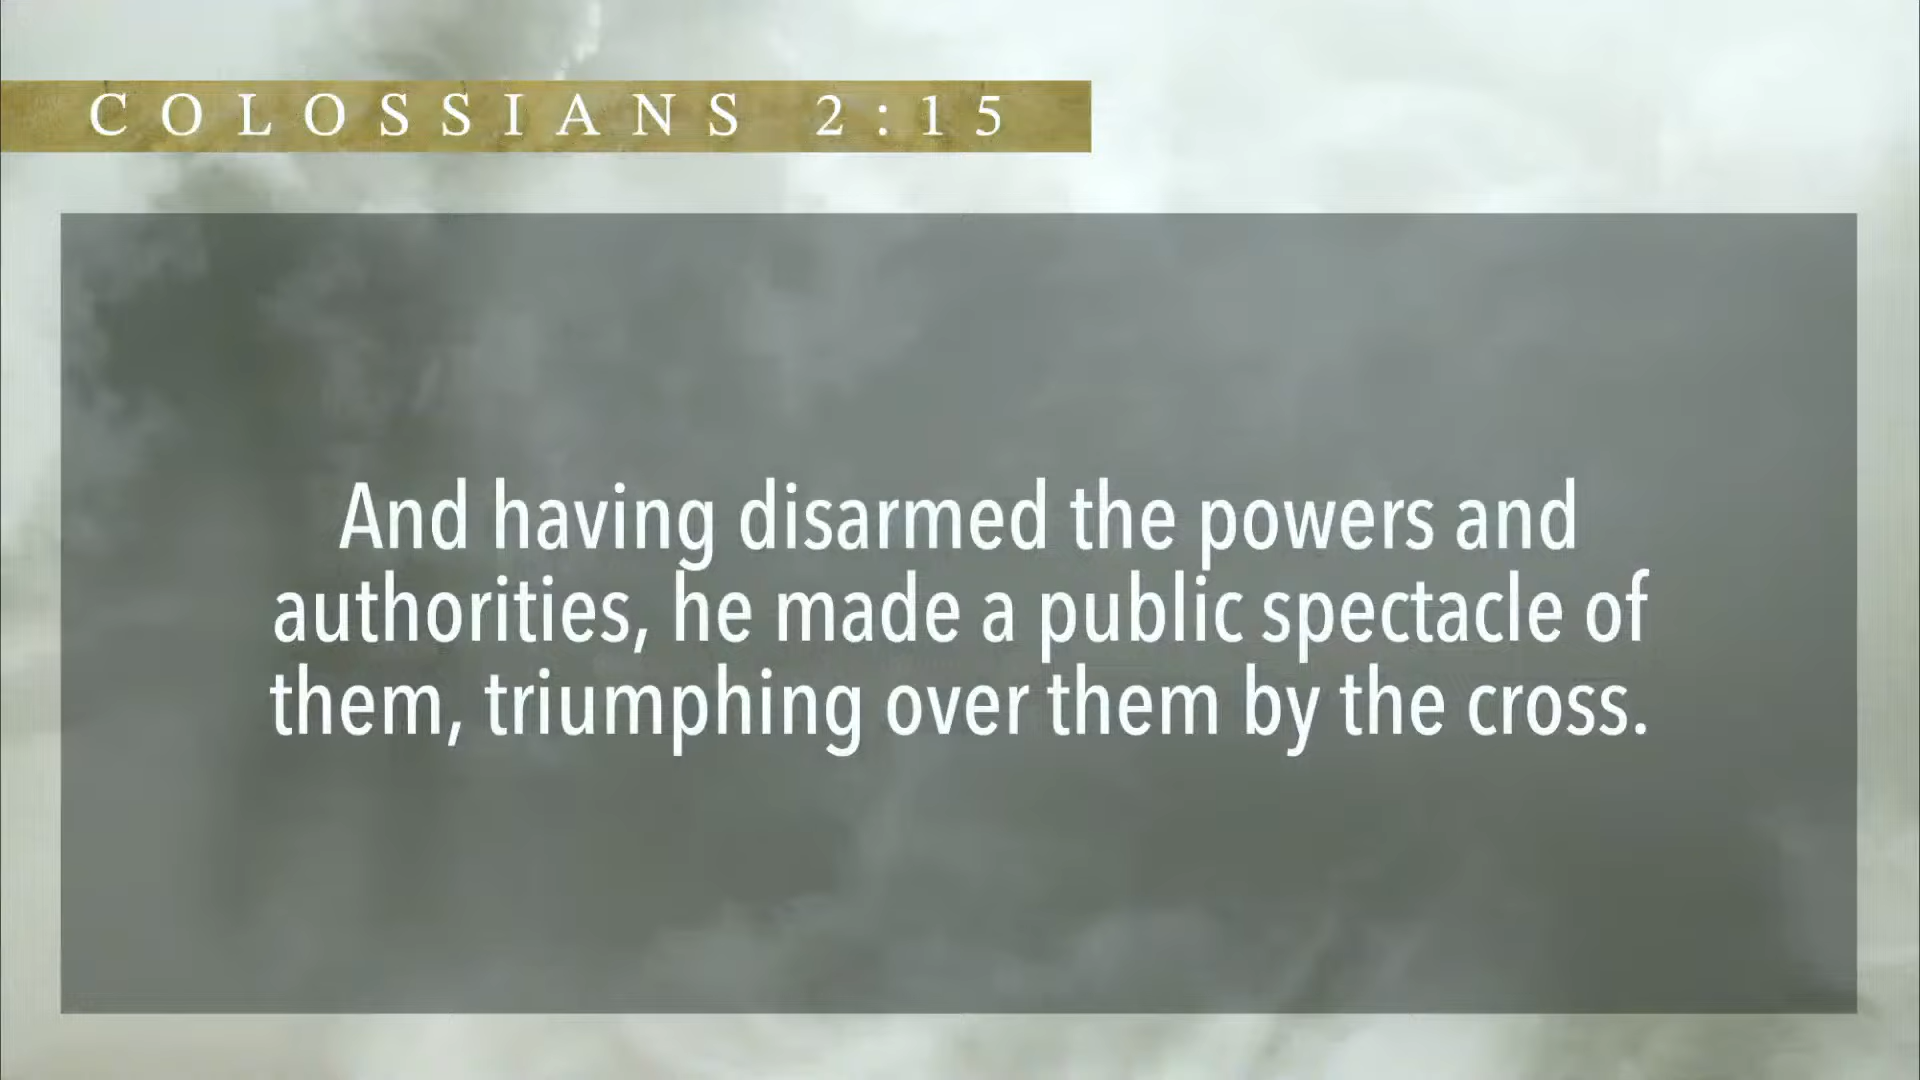 COLOSSIANS 2:15
And having disarmed the powers and
authorities, he made a public spectacle of
them, triumphing over them by the cross.